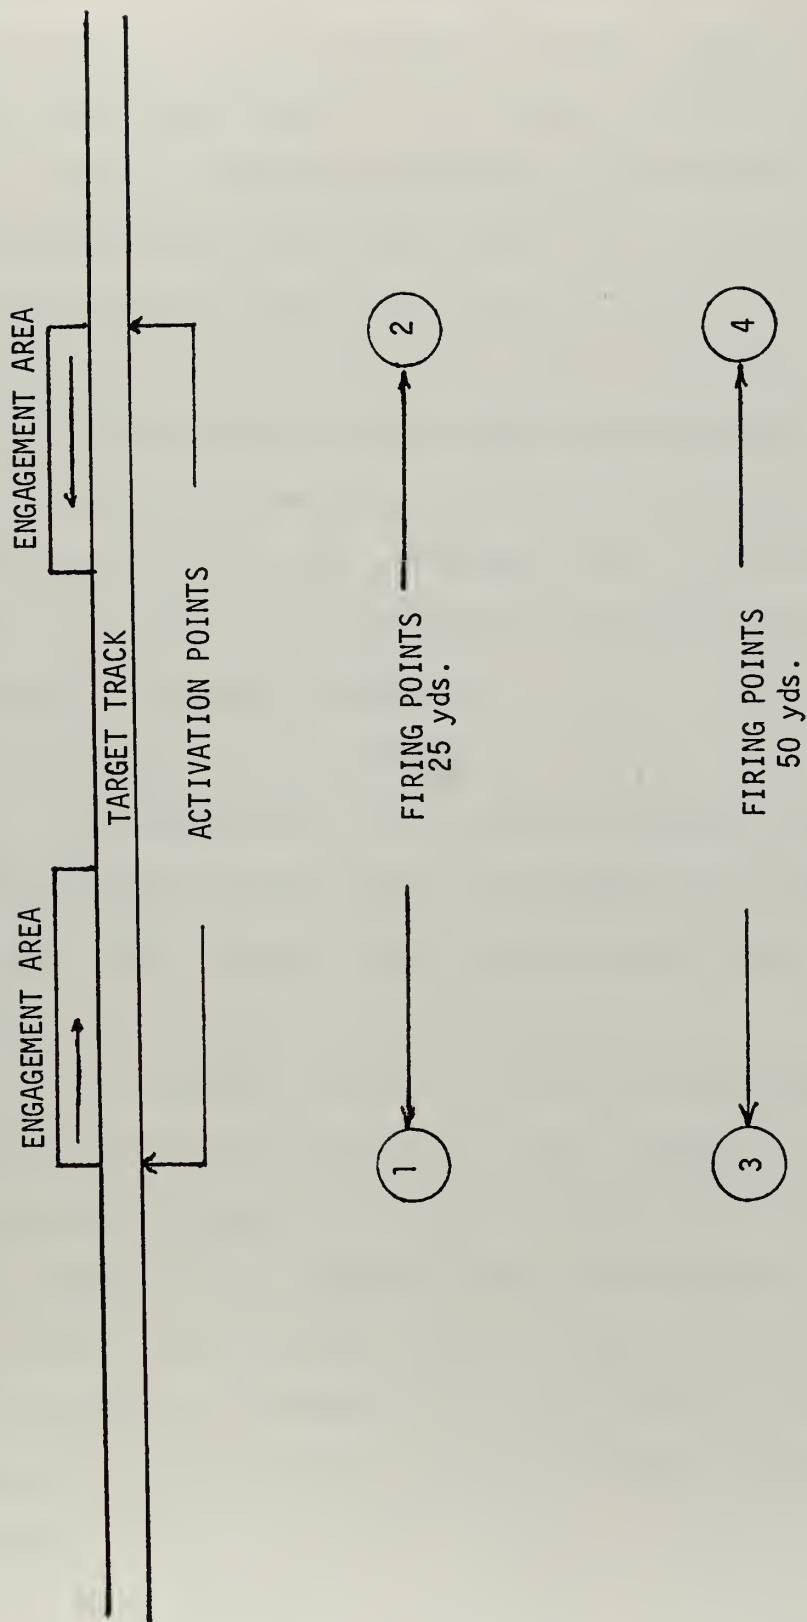 ENGAGEMENT AREA
ENGAGEMENT AREA
TARGET TRACK
ACTIVATION POINTS
1
2
FIRING POINTS
25 yds.
3
4
FIRING POINTS
50 yds.